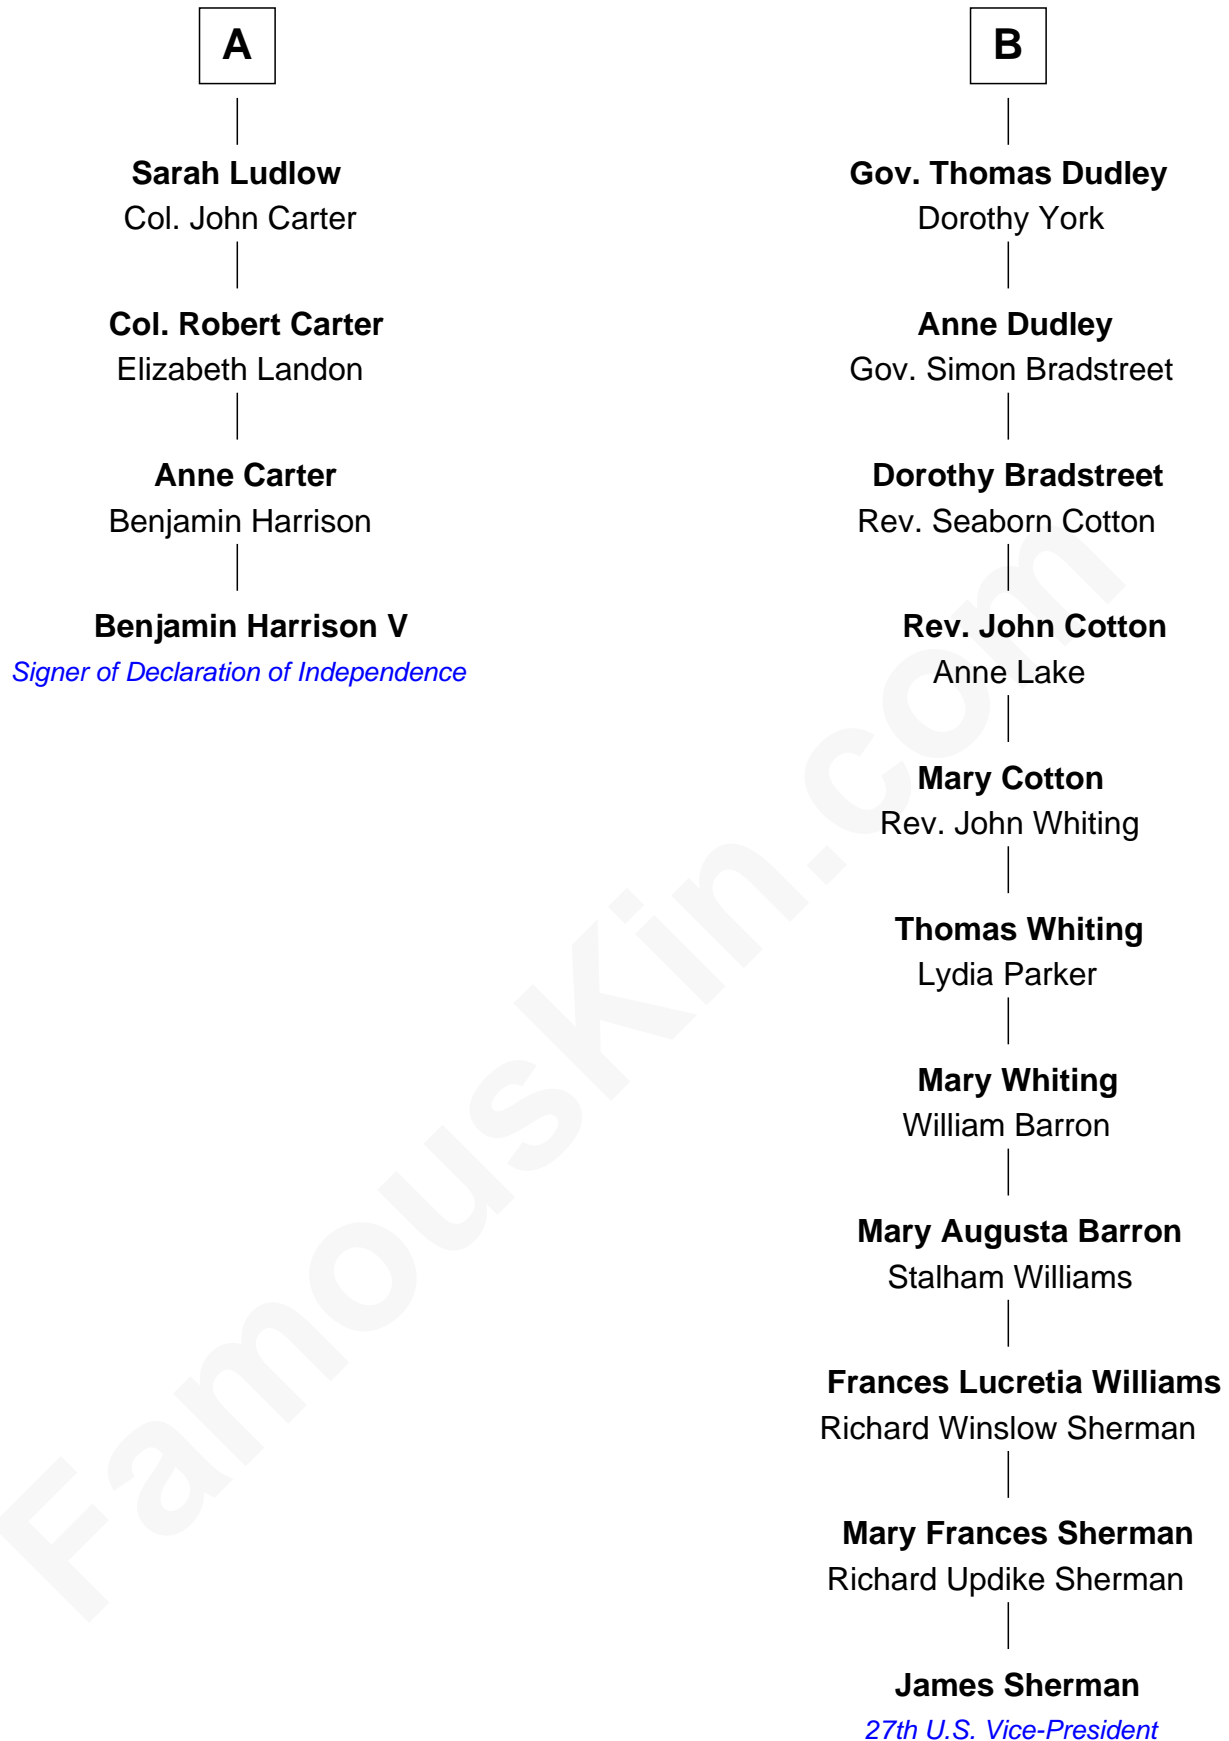 A
Sarah Ludlow
Col. John Carter
Col. Robert Carter
Elizabeth Landon
Anne Carter
Benjamin Harrison
Benjamin Harrison V
Signer of Declaration of Independence
B
Gov. Thomas Dudley
Dorothy York
Anne Dudley
Gov. Simon Bradstreet
Dorothy Bradstreet
Rev. Seaborn Cotton
Rev. John Cotton
Anne Lake
Mary Cotton
Rev. John Whiting
Thomas Whiting
Lydia Parker
Mary Whiting
William Barron
Mary Augusta Barron
Stalham Williams
Frances Lucretia Williams
Richard Winslow Sherman
Mary Frances Sherman
Richard Updike Sherman
James Sherman
27th U.S. Vice-President
FamousKin.com